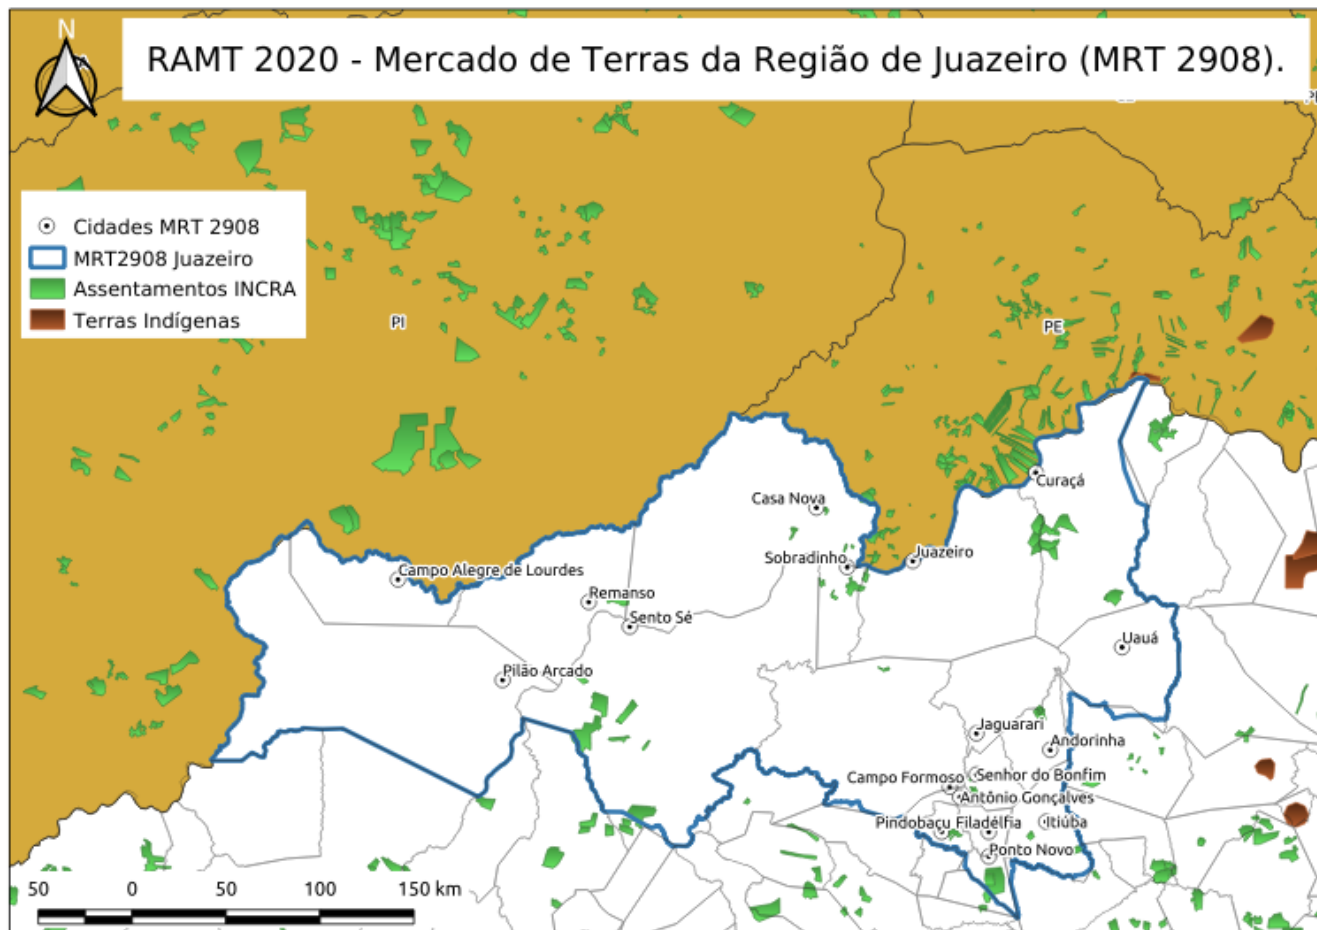 N
RAMT 2020 - Mercado de Terras da Região de Juazeiro (MRT 2908).
Cidades MRT 2908
MRT2908 Juazeiro
Assentamentos INCRA
Terras Indígenas
PI
PE
Curaçá
Casa Nova
Juazeiro
Sobradinho
Campo Alegre de Lourdes
Remanso
Sento Sé
Uauá
Pilão Arcado
Jaguarari
Andorinha
Campo Formoso
Senhor do Bonfim
Antônio Gonçalves
Pindobaçu
Filadélfia
Itiúba
Ponto Novo
50 0 50 100 150 km